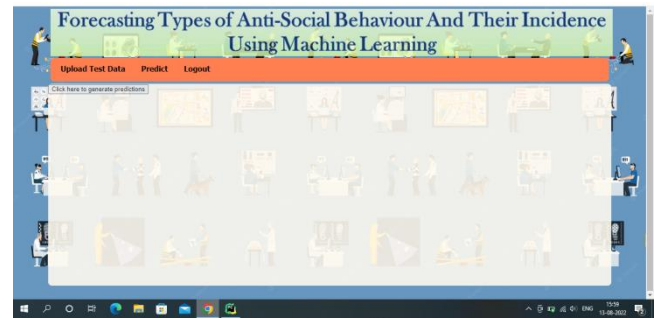 Forecasting Types of Anti-Social Behaviour And Their Incidence
Using Machine Learning
Upload Test Data Predict Logout
Click here to generate predictions
ENG
15:59
13-08-2022